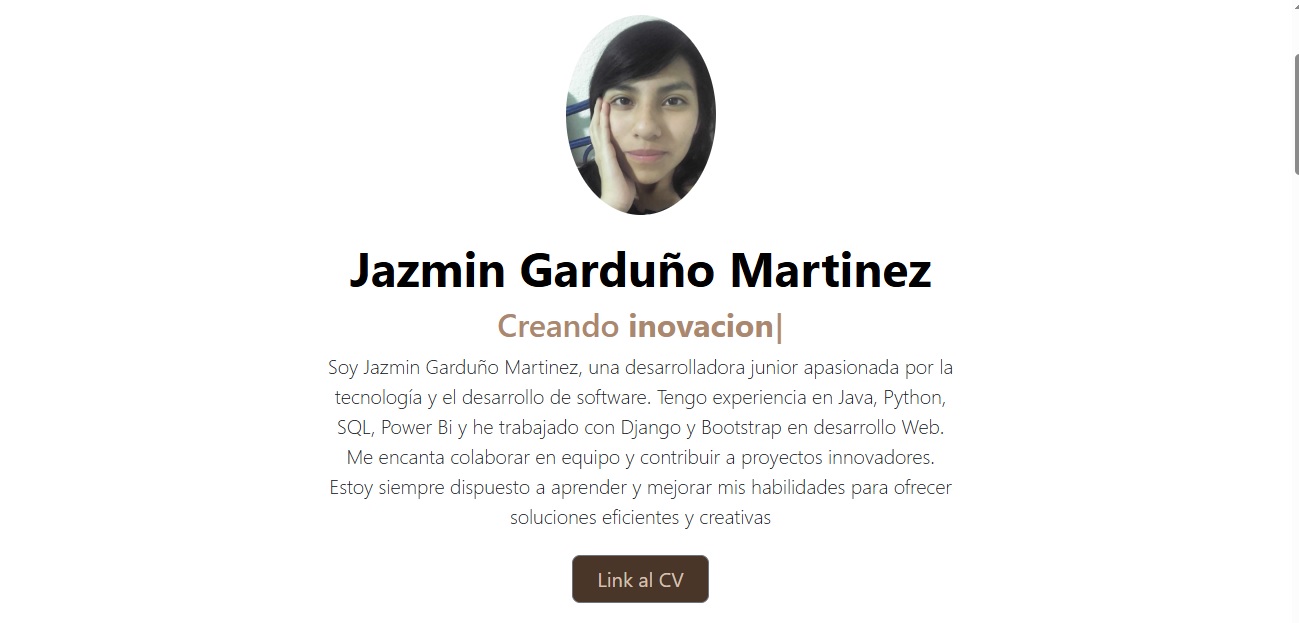 Jazmin Garduño Martinez
Creando inovacion|
Soy Jazmin Garduño Martinez, una desarrolladora junior apasionada por la
tecnología y el desarrollo de software. Tengo experiencia en Java, Python,
SQL, Power Bi y he trabajado con Django y Bootstrap en desarrollo Web.
Me encanta colaborar en equipo y contribuir a proyectos innovadores.
Estoy siempre dispuesto a aprender y mejorar mis habilidades para ofrecer
soluciones eficientes y creativas
Link al CV